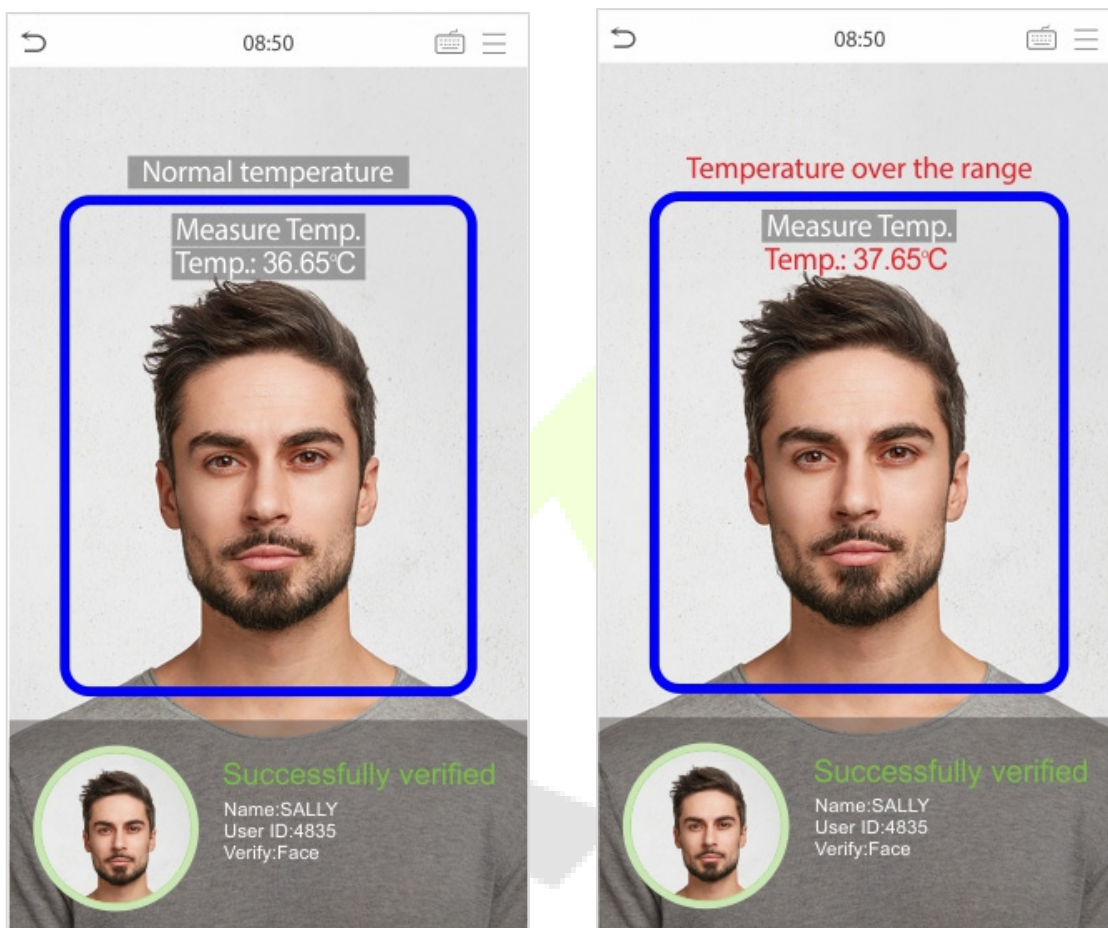 08:50
Normal temperature
Measure Temp.
Temp.: 36.65°C
Successfully verified
Name:SALLY
User ID:4835
Verify:Face
08:50
Temperature over the range
Measure Temp.
Temp.: 37.65°C
Successfully verified
Name:SALLY
User ID:4835
Verify:Face